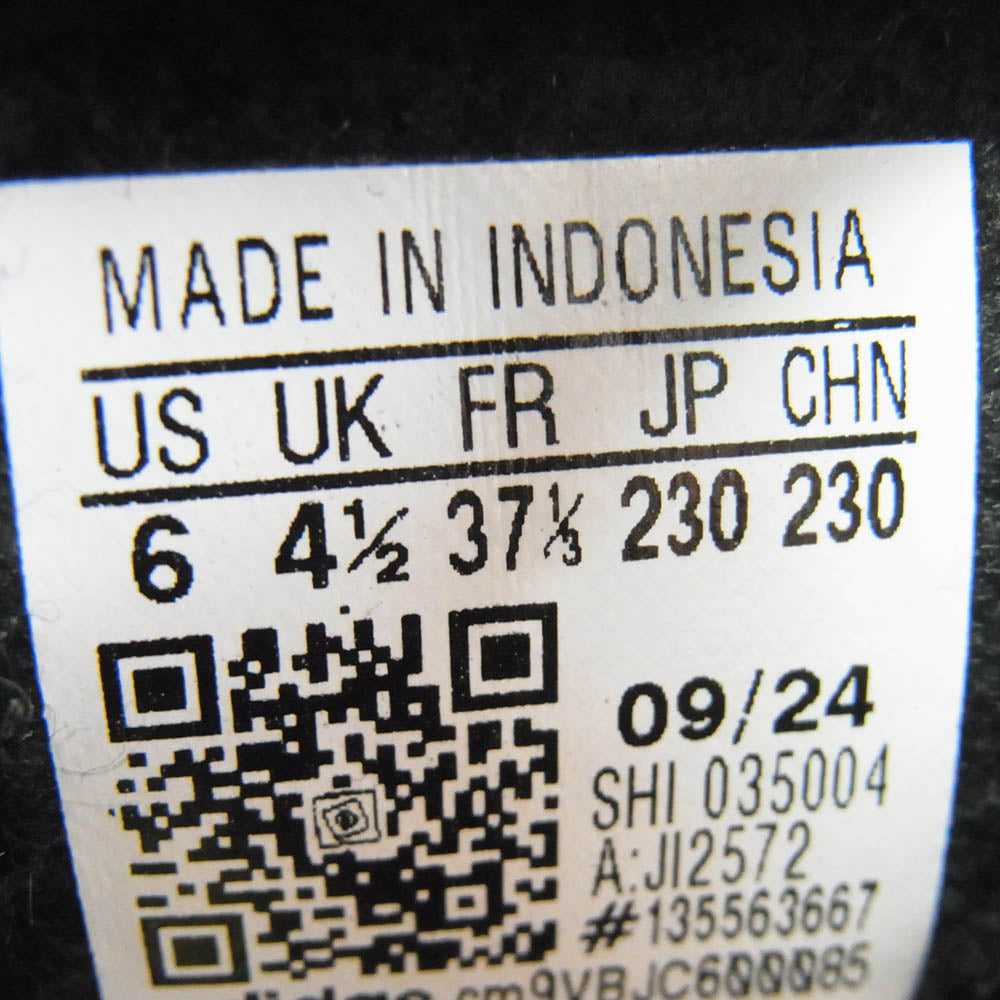 MADE IN INDONESIA
US UK FR JP CHN
6 4½ 37⅓ 230 230
09/24
SHI 035004
A:JI2572
#135563667